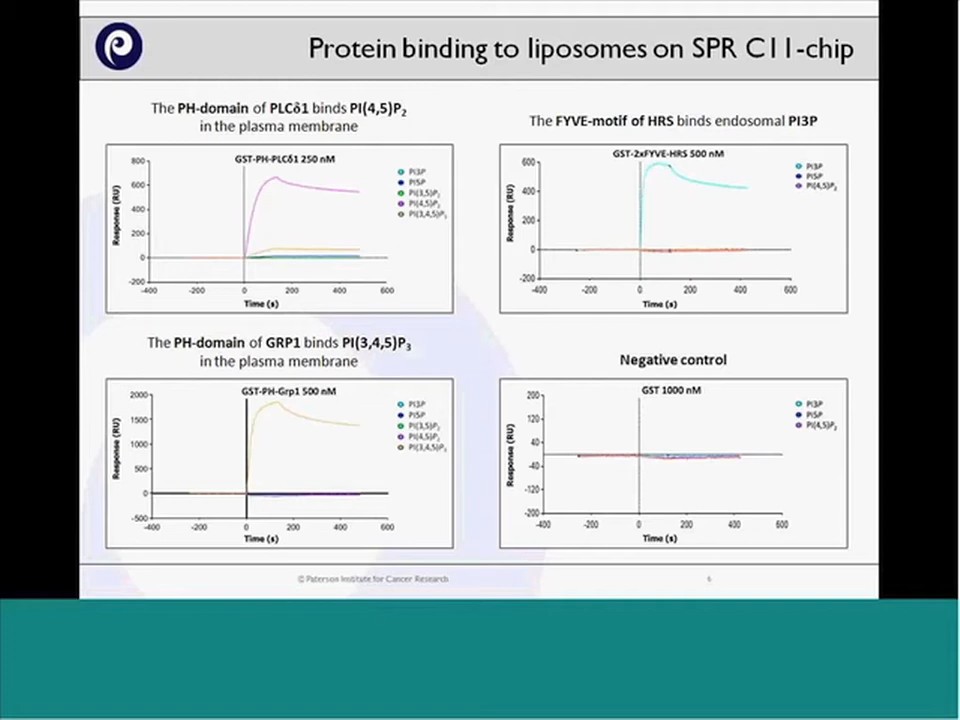 Protein binding to liposomes on SPR C11-chip
The PH-domain of PLCδ1 binds PI(4,5)P₂
in the plasma membrane
GST-PH-PLCδ1 250 nM
800
600
400
200
0
-200
-400
-200
0
200
400
600
Response (RU)
Time (s)
PI3P
PI5P
PI(3,5)P₂
PI(4,5)P₂
PI(3,4,5)P₃
The FYVE-motif of HRS binds endosomal PI3P
GST-2xFYVE-HRS 500 nM
600
400
200
0
-200
-400
-200
0
200
400
600
Response (RU)
Time (s)
PI3P
PI5P
PI(4,5)P₂
The PH-domain of GRP1 binds PI(3,4,5)P₃
in the plasma membrane
GST-PH-Grp1 500 nM
2000
1500
1000
500
0
-500
-400
-200
0
200
400
600
Response (RU)
Time (s)
PI3P
PI5P
PI(3,5)P₂
PI(4,5)P₂
PI(3,4,5)P₃
Negative control
GST 1000 nM
200
120
40
-40
-120
-200
-400
-200
0
200
400
600
Response (RU)
Time (s)
PI3P
PI5P
PI(4,5)P₂
© Paterson Institute for Cancer Research